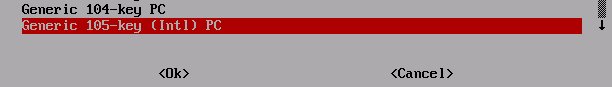 Generic 104-key PC
Generic 105-key (Intl) PC
<Ok> <Cancel>